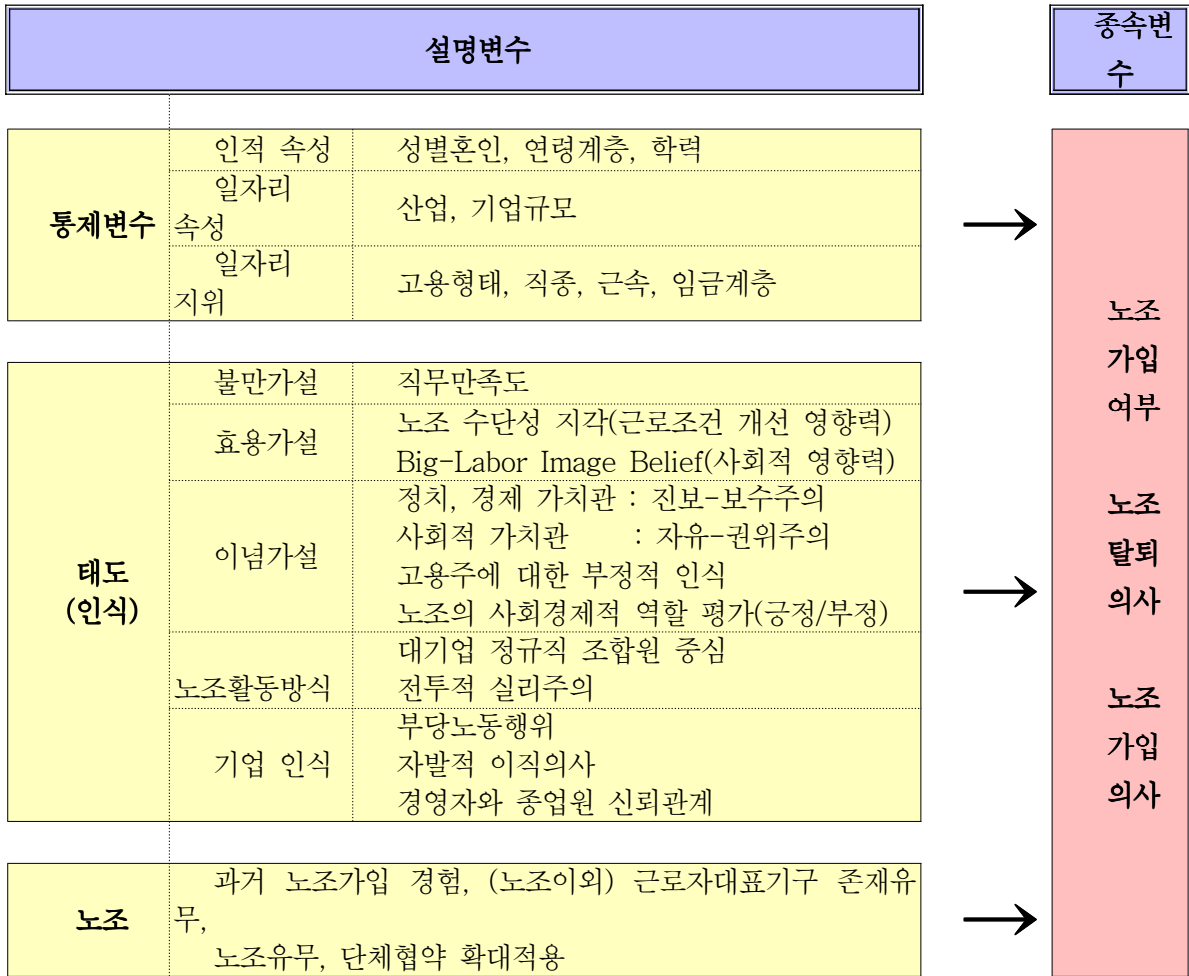 설명변수
종속변
수
통제변수
인적 속성
성별혼인, 연령계층, 학력
일자리
속성
산업, 기업규모
일자리
지위
고용형태, 직종, 근속, 임금계층
태도
(인식)
불만가설
직무만족도
효용가설
노조 수단성 지각(근로조건 개선 영향력)
Big-Labor Image Belief(사회적 영향력)
이념가설
정치, 경제 가치관 : 진보-보수주의
사회적 가치관 : 자유-권위주의
고용주에 대한 부정적 인식
노조의 사회경제적 역할 평가(긍정/부정)
노조활동방식
대기업 정규직 조합원 중심
전투적 실리주의
기업 인식
부당노동행위
자발적 이직의사
경영자와 종업원 신뢰관계
노조
과거 노조가입 경험, (노조이외) 근로자대표기구 존재유
무,
노조유무, 단체협약 확대적용
노조
가입
여부
노조
탈퇴
의사
노조
가입
의사